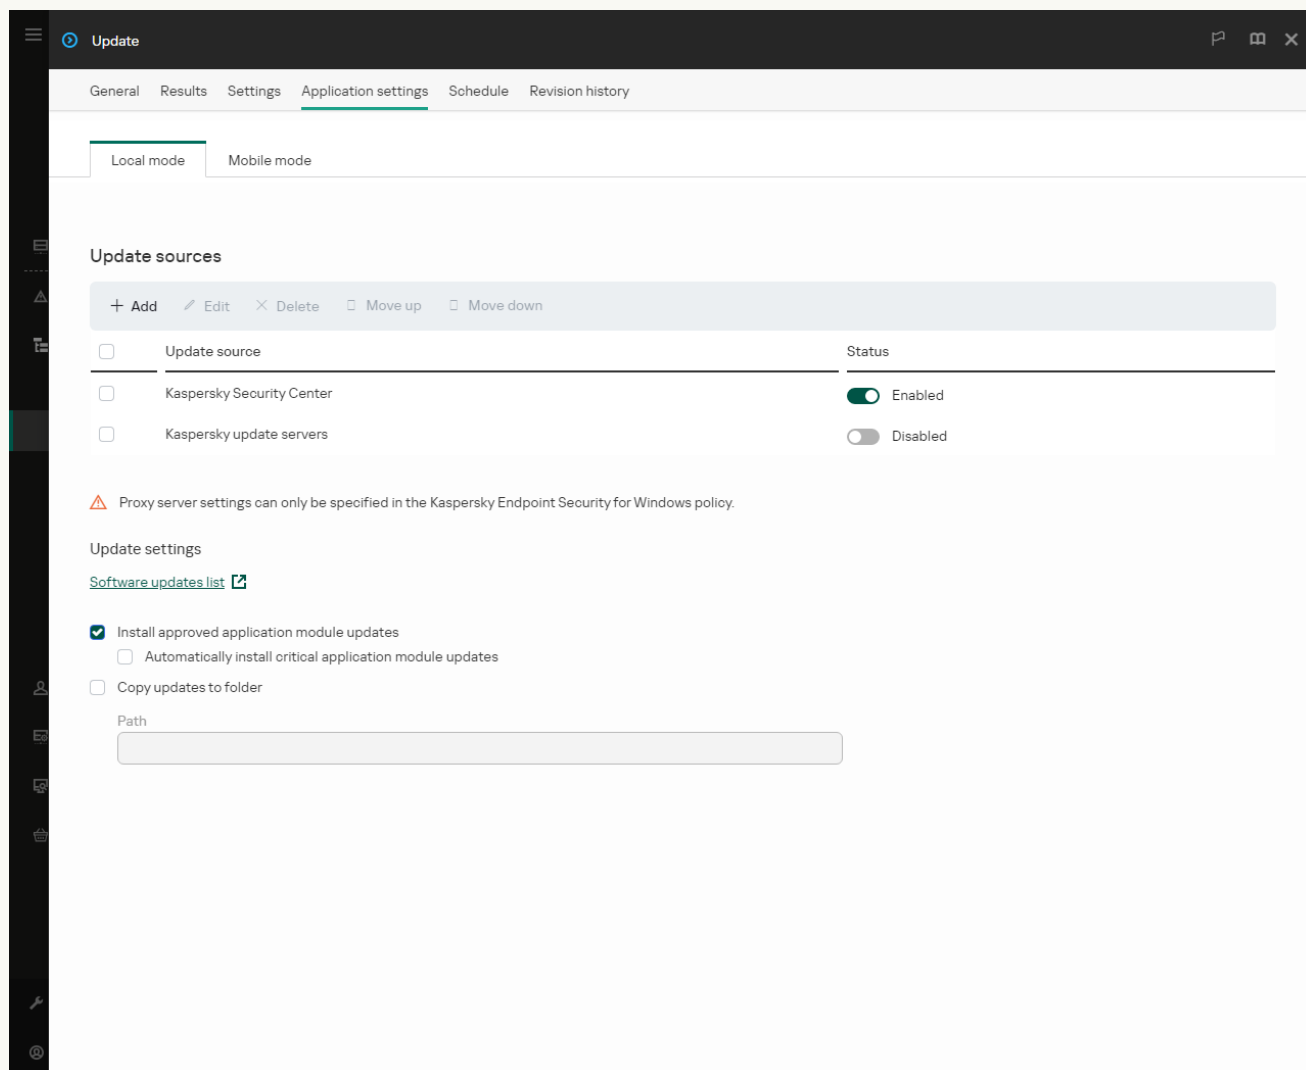 Update
General Results Settings Application settings Schedule Revision history
Local mode Mobile mode
Update sources
Add Edit Delete Move up Move down
Update source Status
Kaspersky Security Center Enabled
Kaspersky update servers Disabled
Proxy server settings can only be specified in the Kaspersky Endpoint Security for Windows policy.
Update settings
Software updates list
Install approved application module updates
Automatically install critical application module updates
Copy updates to folder
Path